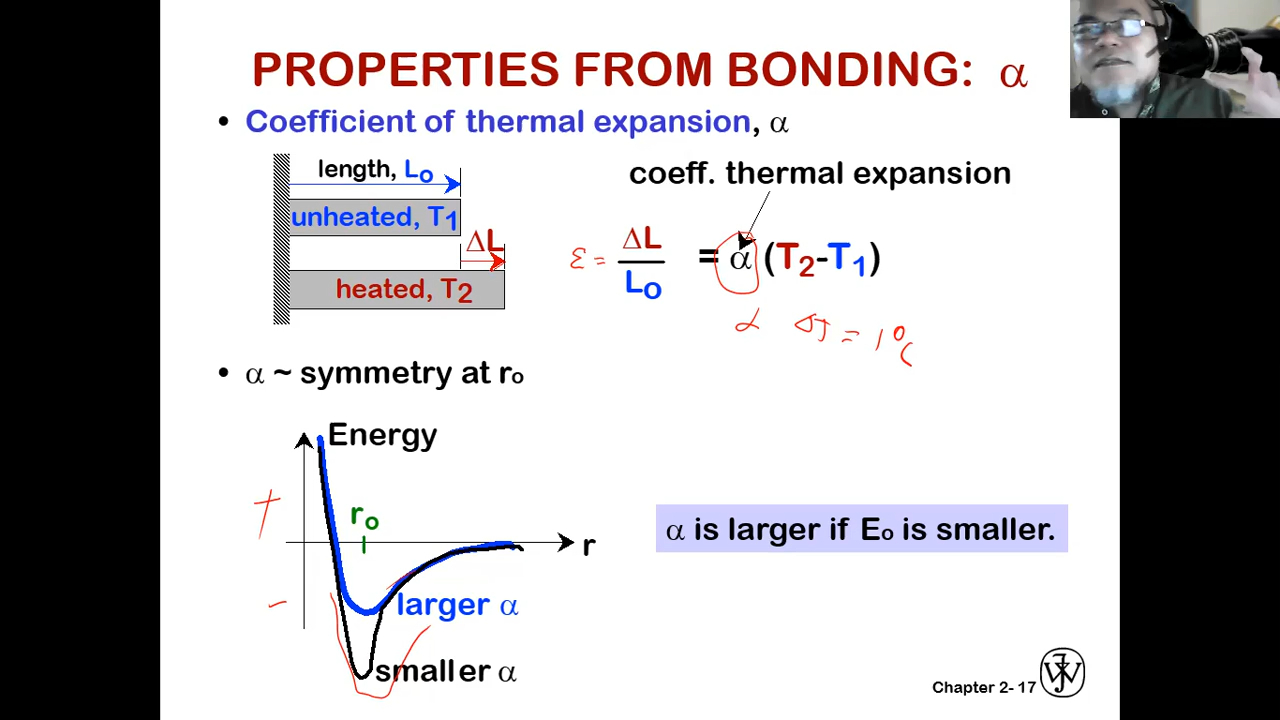 PROPERTIES FROM BONDING: α
• Coefficient of thermal expansion, α
length, Lo
unheated, T1
ΔL
heated, T2
coeff. thermal expansion
ε = ΔL/Lo = α (T2-T1)
α ΔT = 1°C
• α ~ symmetry at ro
Energy
+
ro
r
-
larger α
smaller α
α is larger if Eo is smaller.
Chapter 2- 17